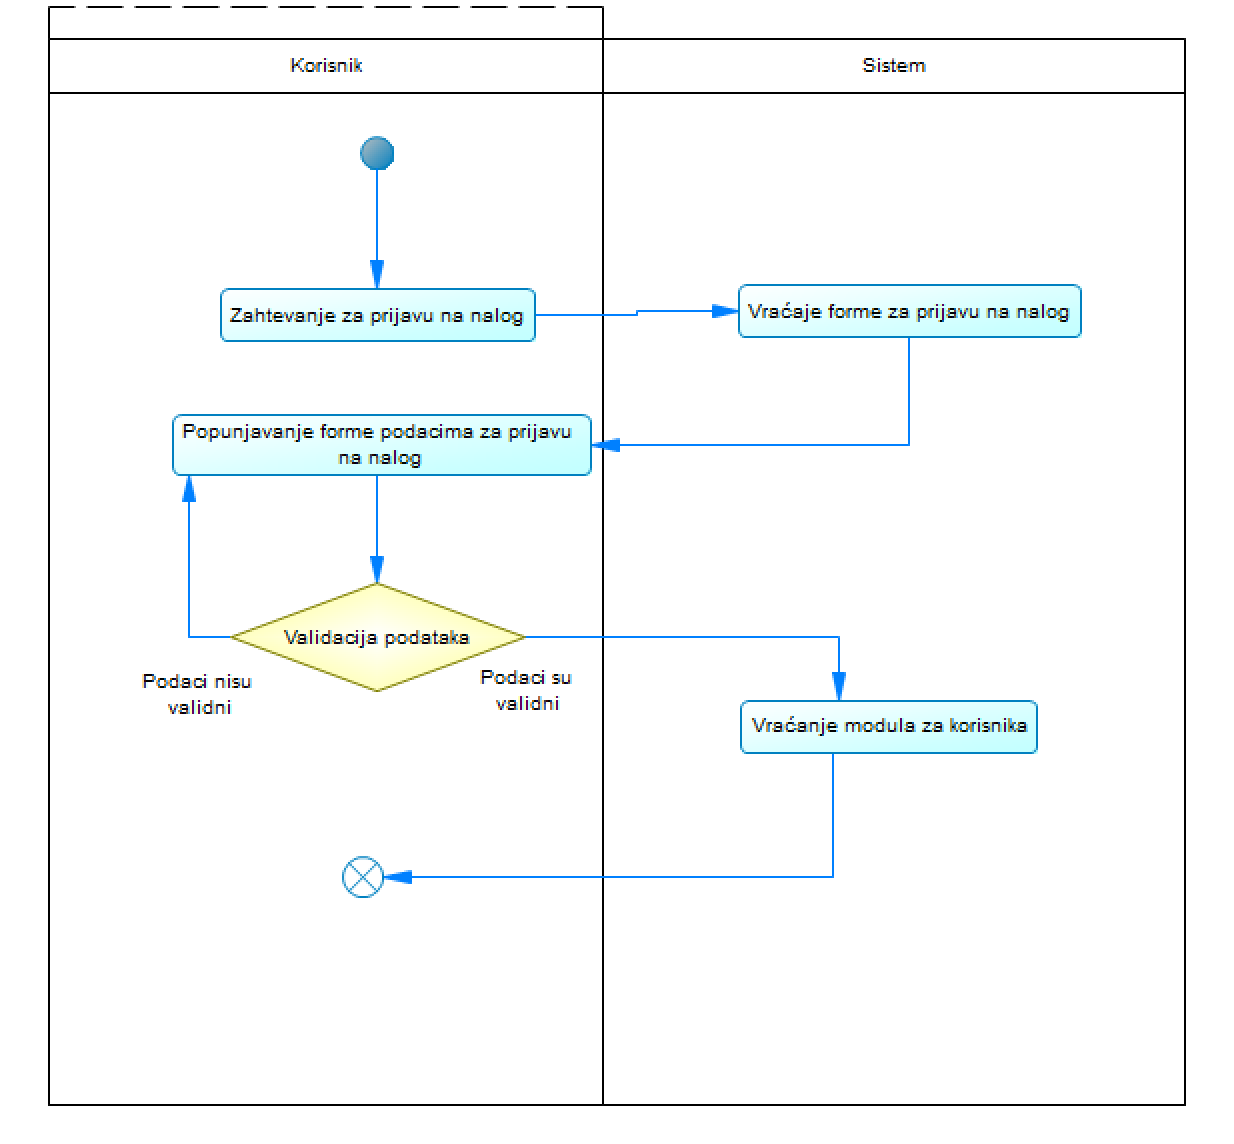 Korisnik
Sistem
Zahtevanje za prijavu na nalog
Vraćaje forme za prijavu na nalog
Popunjavanje forme podacima za prijavu
na nalog
Validacija podataka
Podaci nisu
validni
Podaci su
validni
Vraćanje modula za korisnika